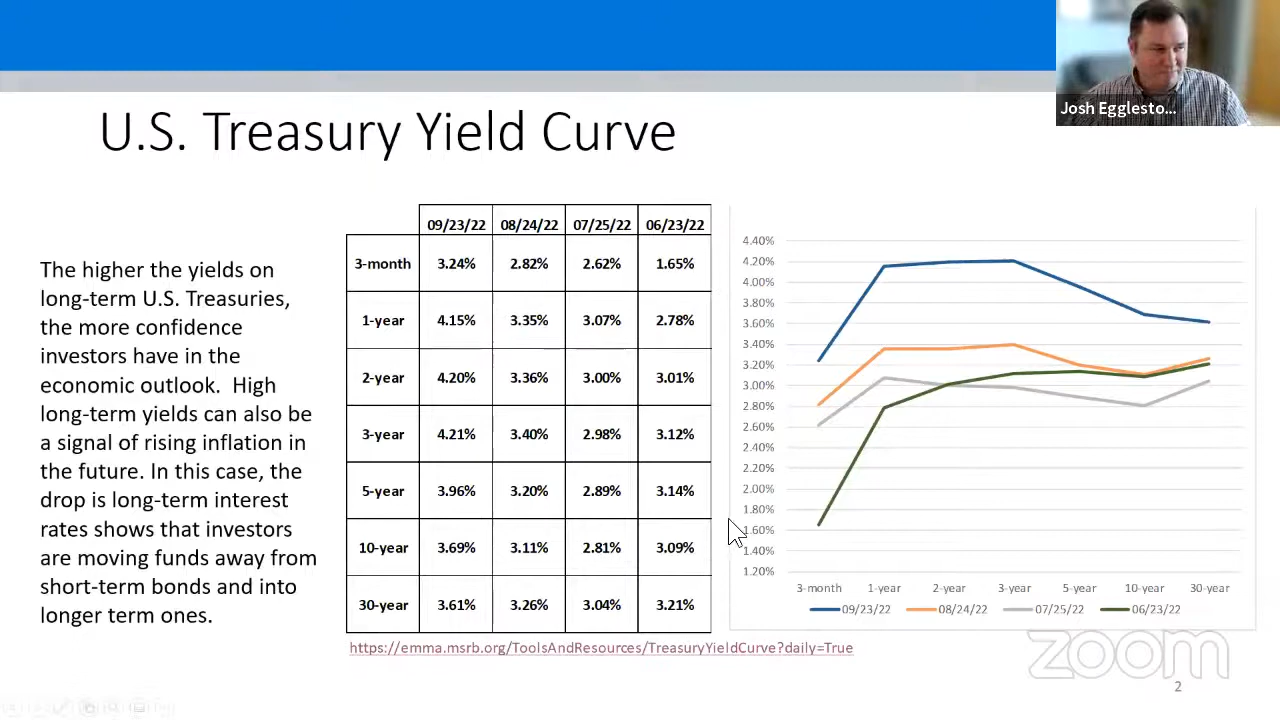 Josh Egglesto...
U.S. Treasury Yield Curve
The higher the yields on
long-term U.S. Treasuries,
the more confidence
investors have in the
economic outlook.  High
long-term yields can also be
a signal of rising inflation in
the future. In this case, the
drop is long-term interest
rates shows that investors
are moving funds away from
short-term bonds and into
longer term ones.
09/23/22 08/24/22 07/25/22 06/23/22
3-month 3.24% 2.82% 2.62% 1.65%
1-year 4.15% 3.35% 3.07% 2.78%
2-year 4.20% 3.36% 3.00% 3.01%
3-year 4.21% 3.40% 2.98% 3.12%
5-year 3.96% 3.20% 2.89% 3.14%
10-year 3.69% 3.11% 2.81% 3.09%
30-year 3.61% 3.26% 3.04% 3.21%
https://emma.msrb.org/ToolsAndResources/TreasuryYieldCurve?daily=True
4.40%
4.20%
4.00%
3.80%
3.60%
3.40%
3.20%
3.00%
2.80%
2.60%
2.40%
2.20%
2.00%
1.80%
1.60%
1.40%
1.20%
3-month 1-year 2-year 3-year 5-year 10-year 30-year
09/23/22 08/24/22 07/25/22 06/23/22
zoom
2